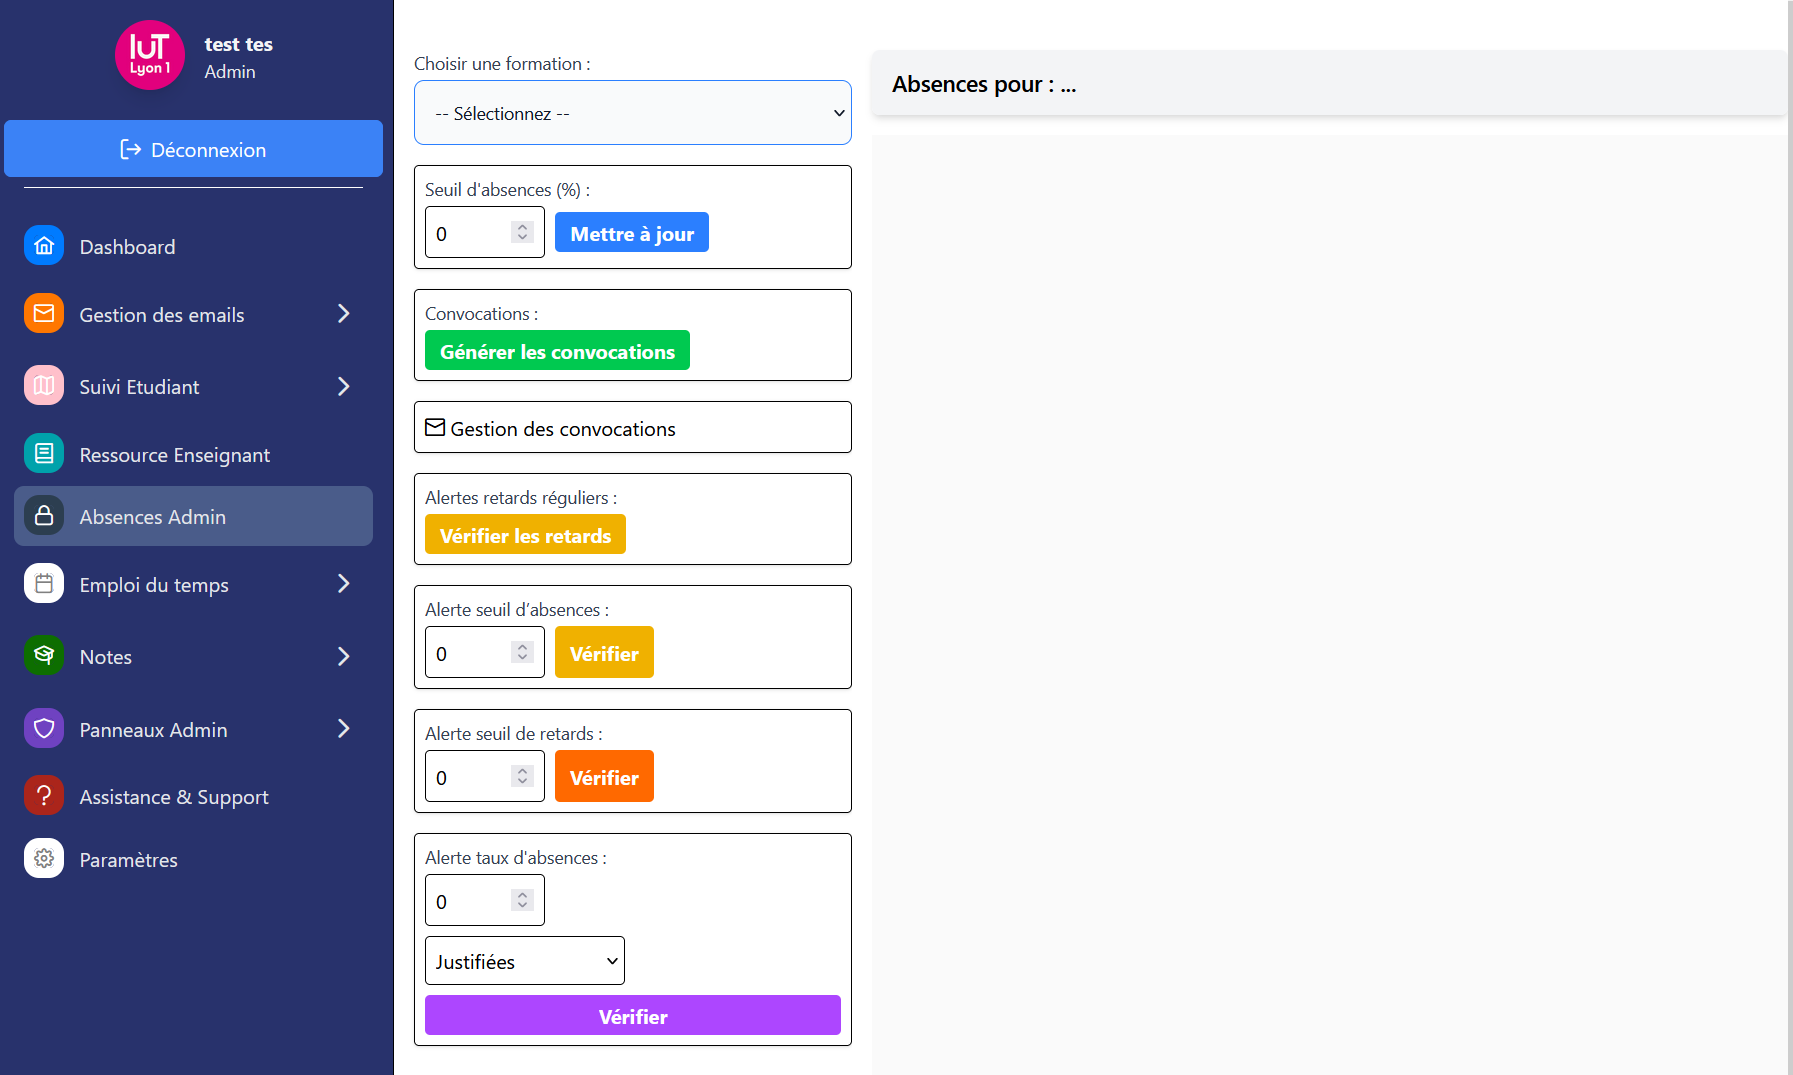 IUT
Lyon 1
test tes
Admin
Déconnexion
Dashboard
Gestion des emails
Suivi Etudiant
Ressource Enseignant
Absences Admin
Emploi du temps
Notes
Panneaux Admin
Assistance & Support
Paramètres
Choisir une formation :
-- Sélectionnez --
Seuil d'absences (%) :
0
Mettre à jour
Convocations :
Générer les convocations
Gestion des convocations
Alertes retards réguliers :
Vérifier les retards
Alerte seuil d’absences :
0
Vérifier
Alerte seuil de retards :
0
Vérifier
Alerte taux d'absences :
0
Justifiées
Vérifier
Absences pour : ...